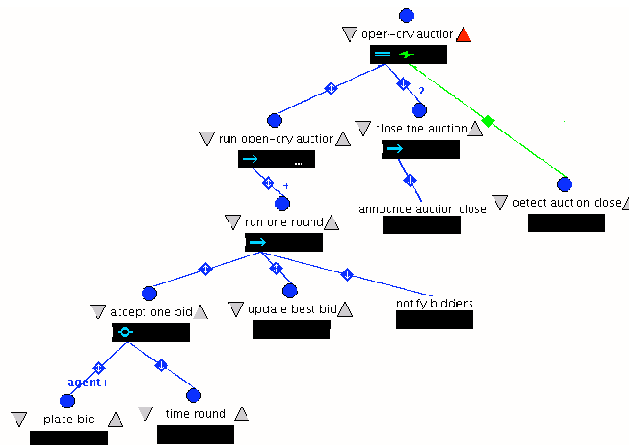 open-cry auction
?
run open-cry auction
close the auction
...
+
announce auction close
detect auction close
run one round
accept one bid
update best bid
notify bidders
agent
place bid
time round